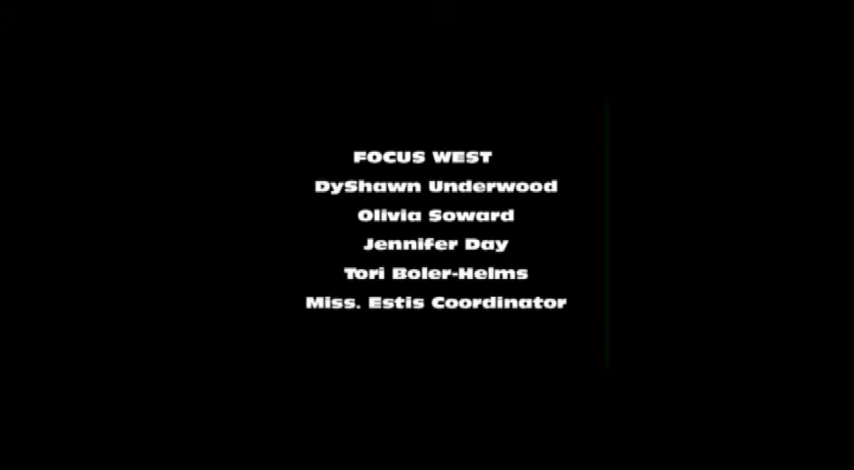 FOCUS WEST
DyShawn Underwood
Olivia Soward
Jennifer Day
Tori Boler-Helms
Miss. Estis Coordinator